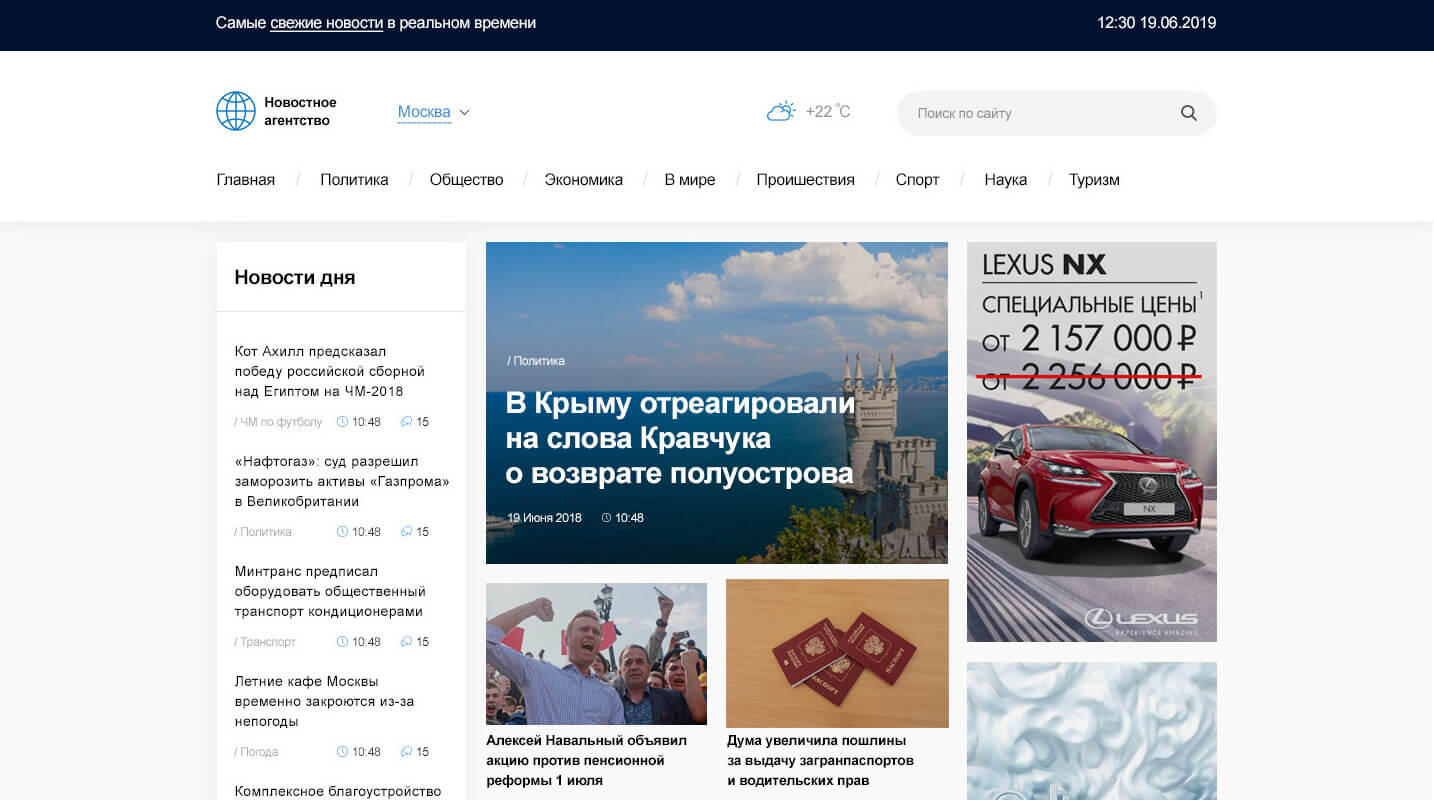 Самые свежие новости в реальном времени
12:30 19.06.2019
Новостное
агентство
Москва
+22 °C
Поиск по сайту
Главная / Политика / Общество / Экономика / В мире / Проишествия / Спорт / Наука / Туризм
Новости дня
Кот Ахилл предсказал
победу российской сборной
над Египтом на ЧМ-2018
/ ЧМ по футболу 10:48 15
«Нафтогаз»: суд разрешил
заморозить активы «Газпрома»
в Великобритании
/ Политика 10:48 15
Минтранс предписал
оборудовать общественный
транспорт кондиционерами
/ Транспорт 10:48 15
Летние кафе Москвы
временно закроются из-за
непогоды
/ Погода 10:48 15
Комплексное благоустройство
/ Политика
В Крыму отреагировали
на слова Кравчука
о возврате полуострова
19 Июня 2018 10:48
Алексей Навальный объявил
акцию против пенсионной
реформы 1 июля
ПАСПОРТ
ПАСПОРТ
Дума увеличила пошлины
за выдачу загранпаспортов
и водительских прав
LEXUS NX
СПЕЦИАЛЬНЫЕ ЦЕНЫ¹
ОТ 2 157 000 ₽
ОТ 2 256 000 ₽
NX
LEXUS
EXPERIENCE AMAZING